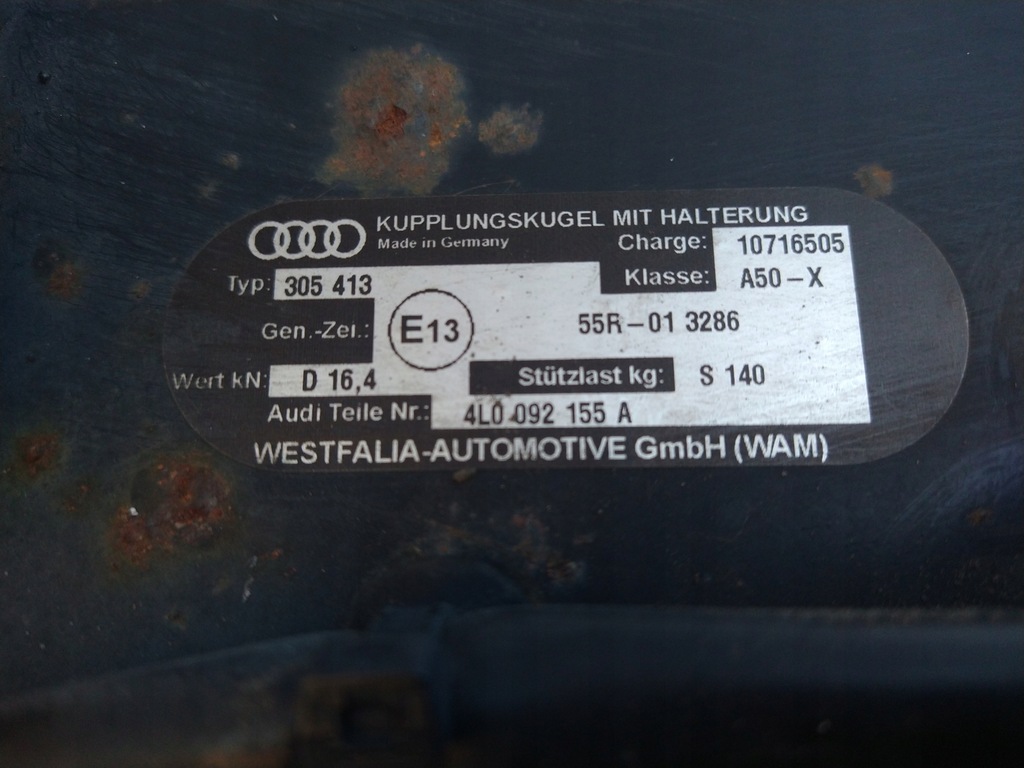 KUPPLUNGSKUGEL MIT HALTERUNG
Made in Germany
Charge: 10716505
Typ: 305 413
Klasse: A50-X
Gen.-Zei.: E13 55R-01 3286
Wert kN: D 16,4 Stützlast kg: S 140
Audi Teile Nr.: 4L0 092 155 A
WESTFALIA-AUTOMOTIVE GmbH (WAM)